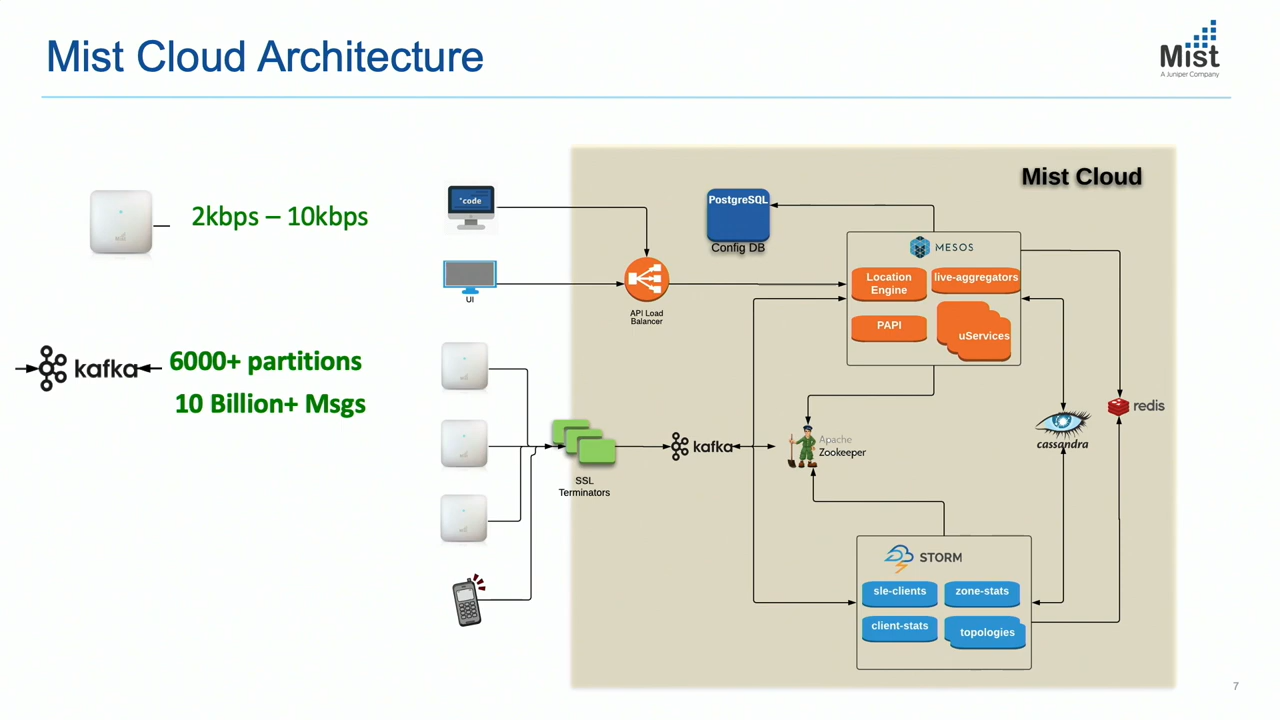 Mist Cloud Architecture
Mist
A Juniper Company
2kbps – 10kbps
kafka
6000+ partitions
10 Billion+ Msgs
Mist Cloud
'code
UI
API Load
Balancer
PostgreSQL
Config DB
MESOS
Location
Engine
live-aggregators
PAPI
uServices
SSL
Terminators
kafka
Apache
Zookeeper
cassandra
redis
STORM
sle-clients
zone-stats
client-stats
topologies
7